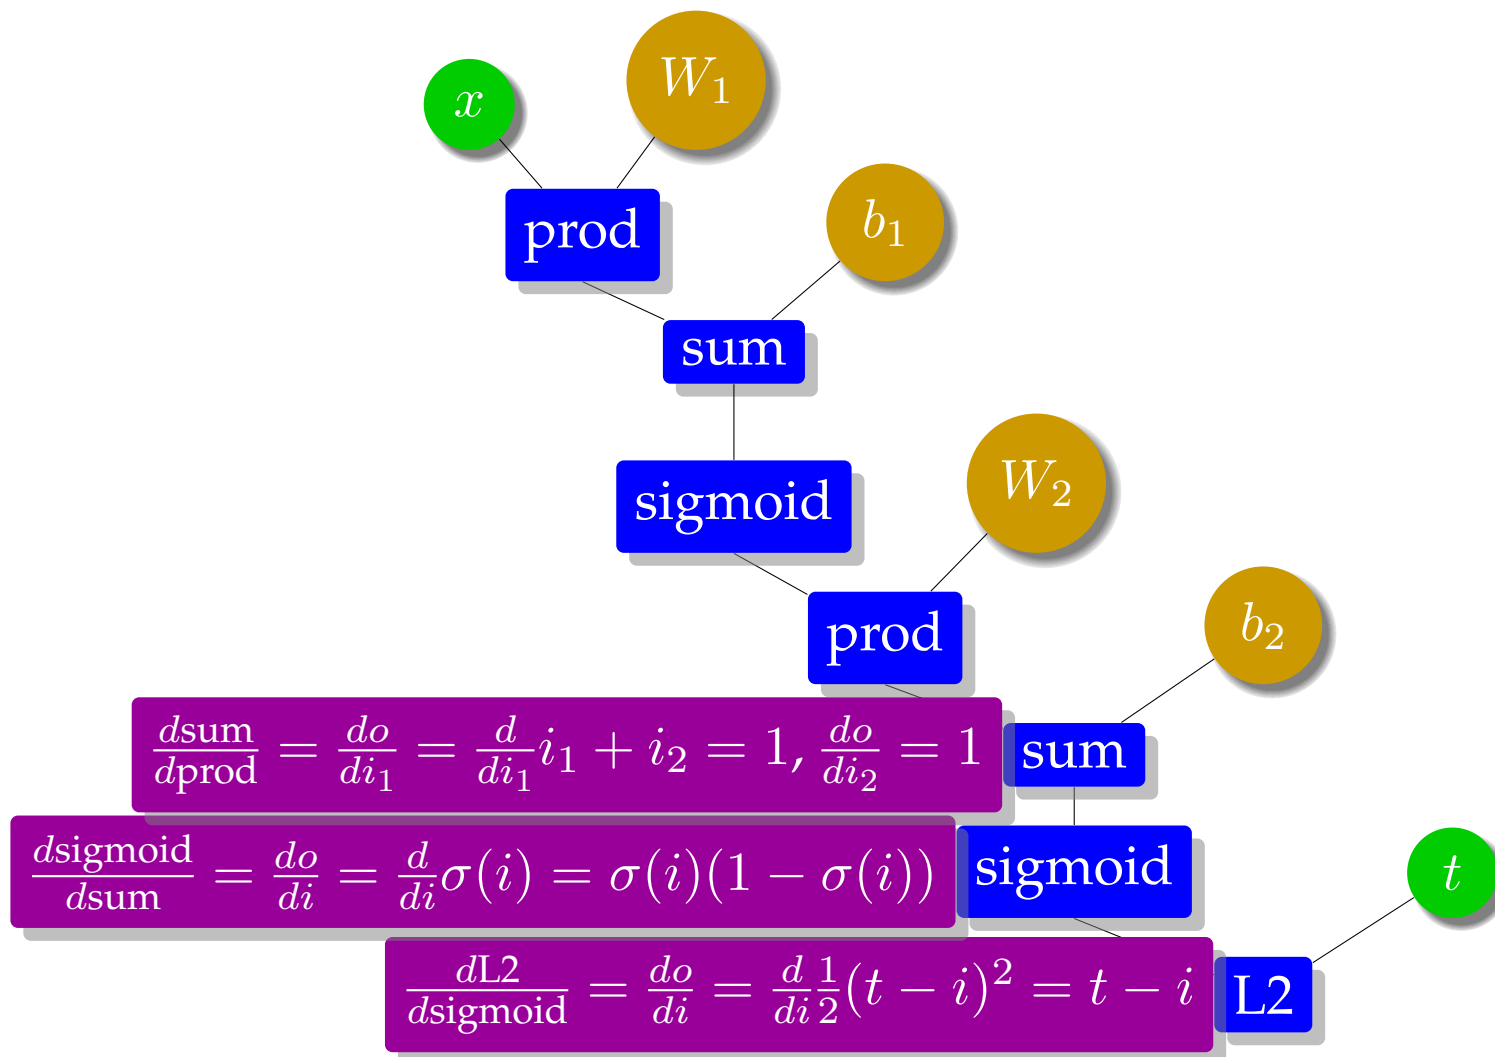 x
W₁
prod
b₁
sum
sigmoid
W₂
prod
b₂
dsum/dprod = do/di₁ = d/di₁ i₁ + i₂ = 1, do/di₂ = 1
sum
dsigmoid/dsum = do/di = d/di σ(i) = σ(i)(1 − σ(i))
sigmoid
t
dL2/dsigmoid = do/di = d/di 1/2 (t − i)² = t − i
L2